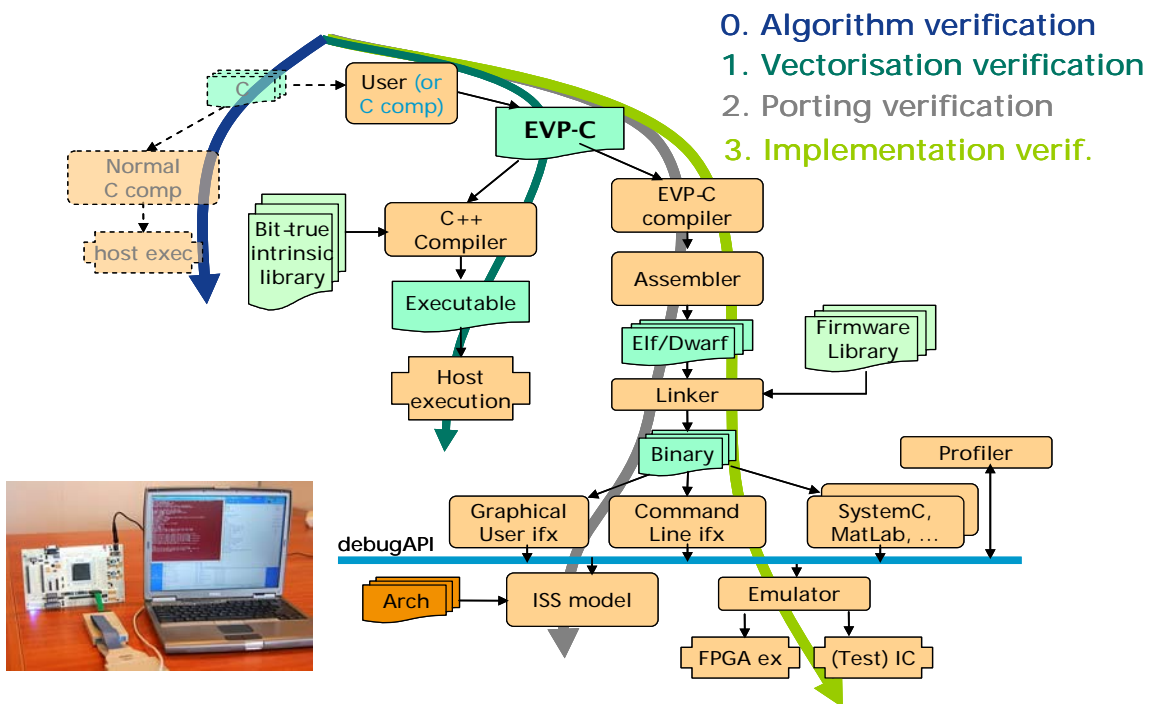 0. Algorithm verification
1. Vectorisation verification
2. Porting verification
3. Implementation verif.
C
User (or
C comp)
EVP-C
Normal
C comp
host exec
Bit-true
intrinsic
library
C++
Compiler
Executable
Host
execution
EVP-C
compiler
Assembler
Elf/Dwarf
Firmware
Library
Linker
Binary
Profiler
Graphical
User ifx
Command
Line ifx
SystemC,
MatLab, ...
debugAPI
Arch
ISS model
Emulator
FPGA ex
(Test) IC